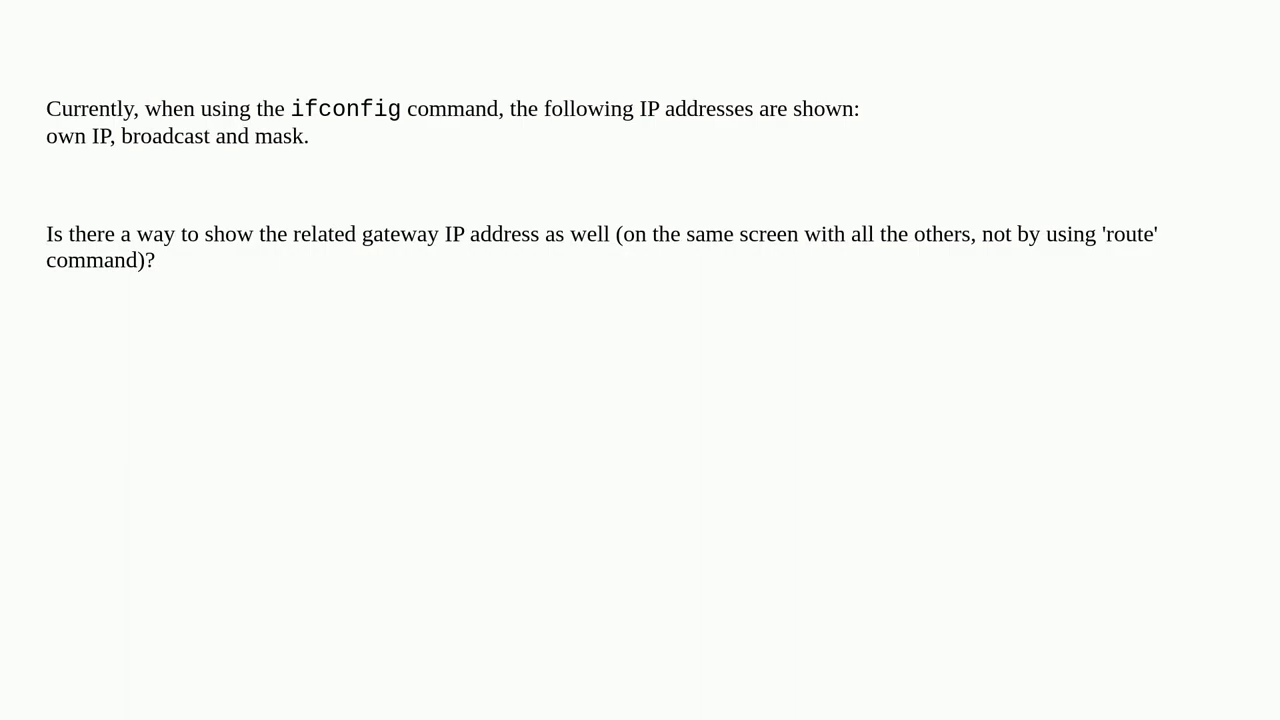 Currently, when using the ifconfig command, the following IP addresses are shown:
own IP, broadcast and mask.
Is there a way to show the related gateway IP address as well (on the same screen with all the others, not by using 'route'
command)?